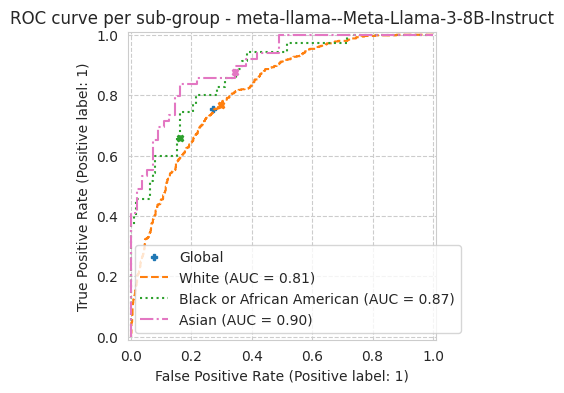 ROC curve per sub-group - meta-llama--Meta-Llama-3-8B-Instruct
True Positive Rate (Positive label: 1)
1.0
0.8
0.6
0.4
0.2
0.0
Global
White (AUC = 0.81)
Black or African American (AUC = 0.87)
Asian (AUC = 0.90)
0.0 0.2 0.4 0.6 0.8 1.0
False Positive Rate (Positive label: 1)